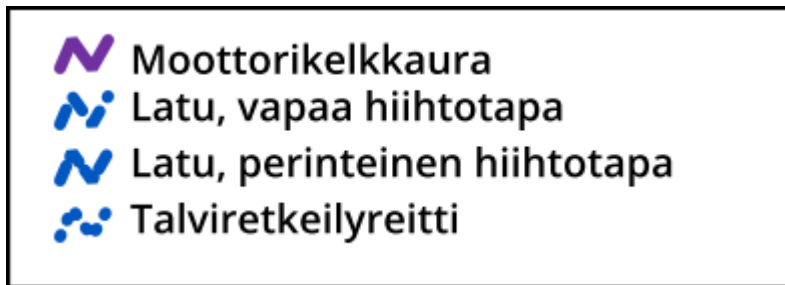 Moottorikelkkaura
Latu, vapaa hiihtotapa
Latu, perinteinen hiihtotapa
Talviretkeilyreitti